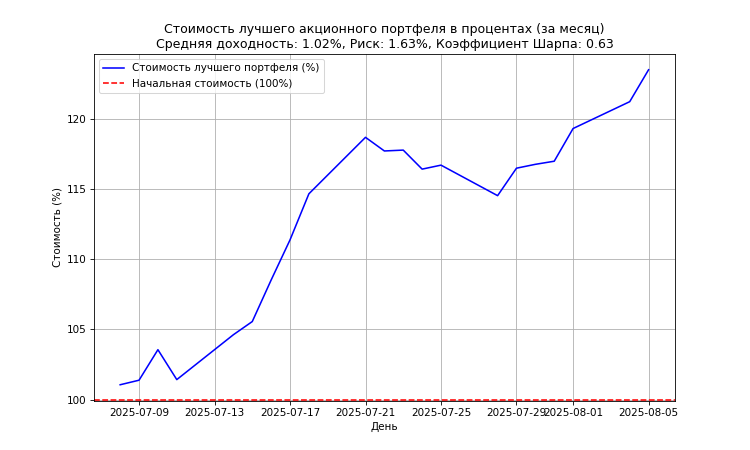 Стоимость лучшего акционного портфеля в процентах (за месяц)
Средняя доходность: 1.02%, Риск: 1.63%, Коэффициент Шарпа: 0.63
Стоимость лучшего портфеля (%)
Начальная стоимость (100%)
Стоимость (%)
120
115
110
105
100
2025-07-09 2025-07-13 2025-07-17 2025-07-21 2025-07-25 2025-07-29 2025-08-01 2025-08-05
День